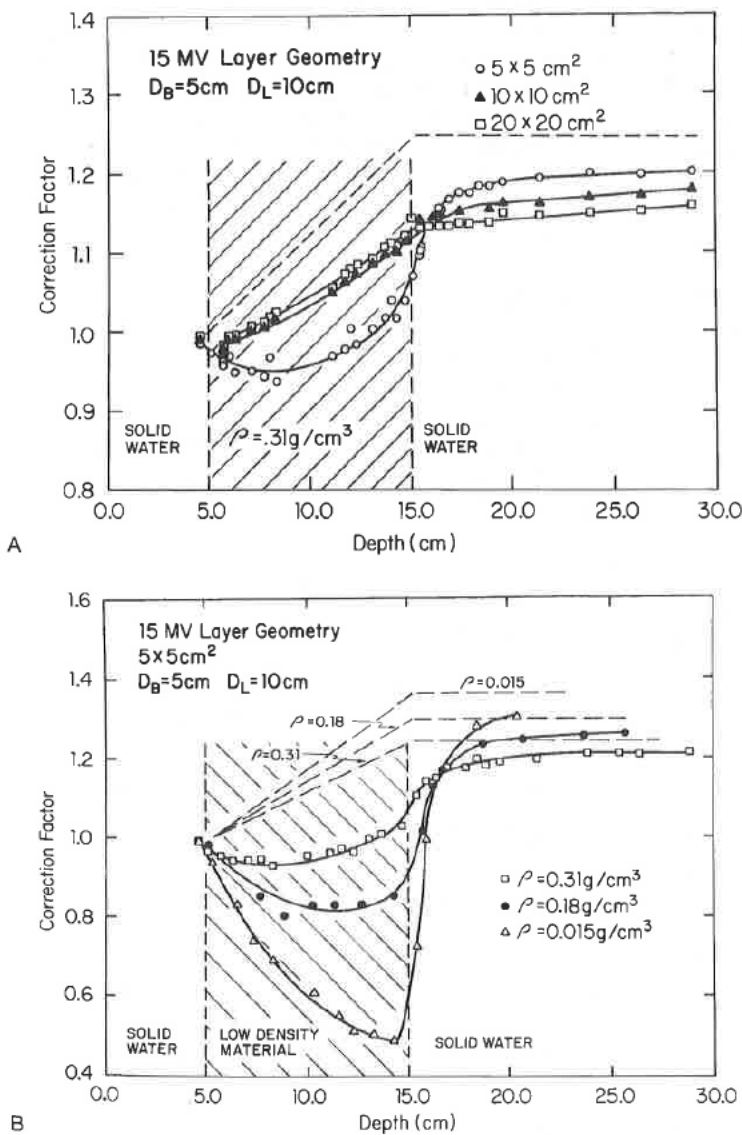 1.4
15 MV Layer Geometry
D_B=5cm D_L=10cm
○ 5 × 5 cm²
▲ 10 × 10 cm²
□ 20 × 20 cm²
1.3
1.2
1.1
1.0
0.9
0.8
Correction Factor
SOLID
WATER
ρ=.31g/cm³
SOLID
WATER
0.0 5.0 10.0 15.0 20.0 25.0 30.0
Depth (cm)
A
1.6
15 MV Layer Geometry
5×5cm²
D_B=5cm D_L=10cm
1.4
1.2
1.0
0.8
0.6
0.4
Correction Factor
ρ=0.015
ρ=0.18
ρ=0.31
□ ρ=0.31g/cm³
● ρ=0.18g/cm³
△ ρ=0.015g/cm³
SOLID
WATER
LOW DENSITY
MATERIAL
SOLID WATER
0.0 5.0 10.0 15.0 20.0 25.0 30.0
Depth (cm)
B